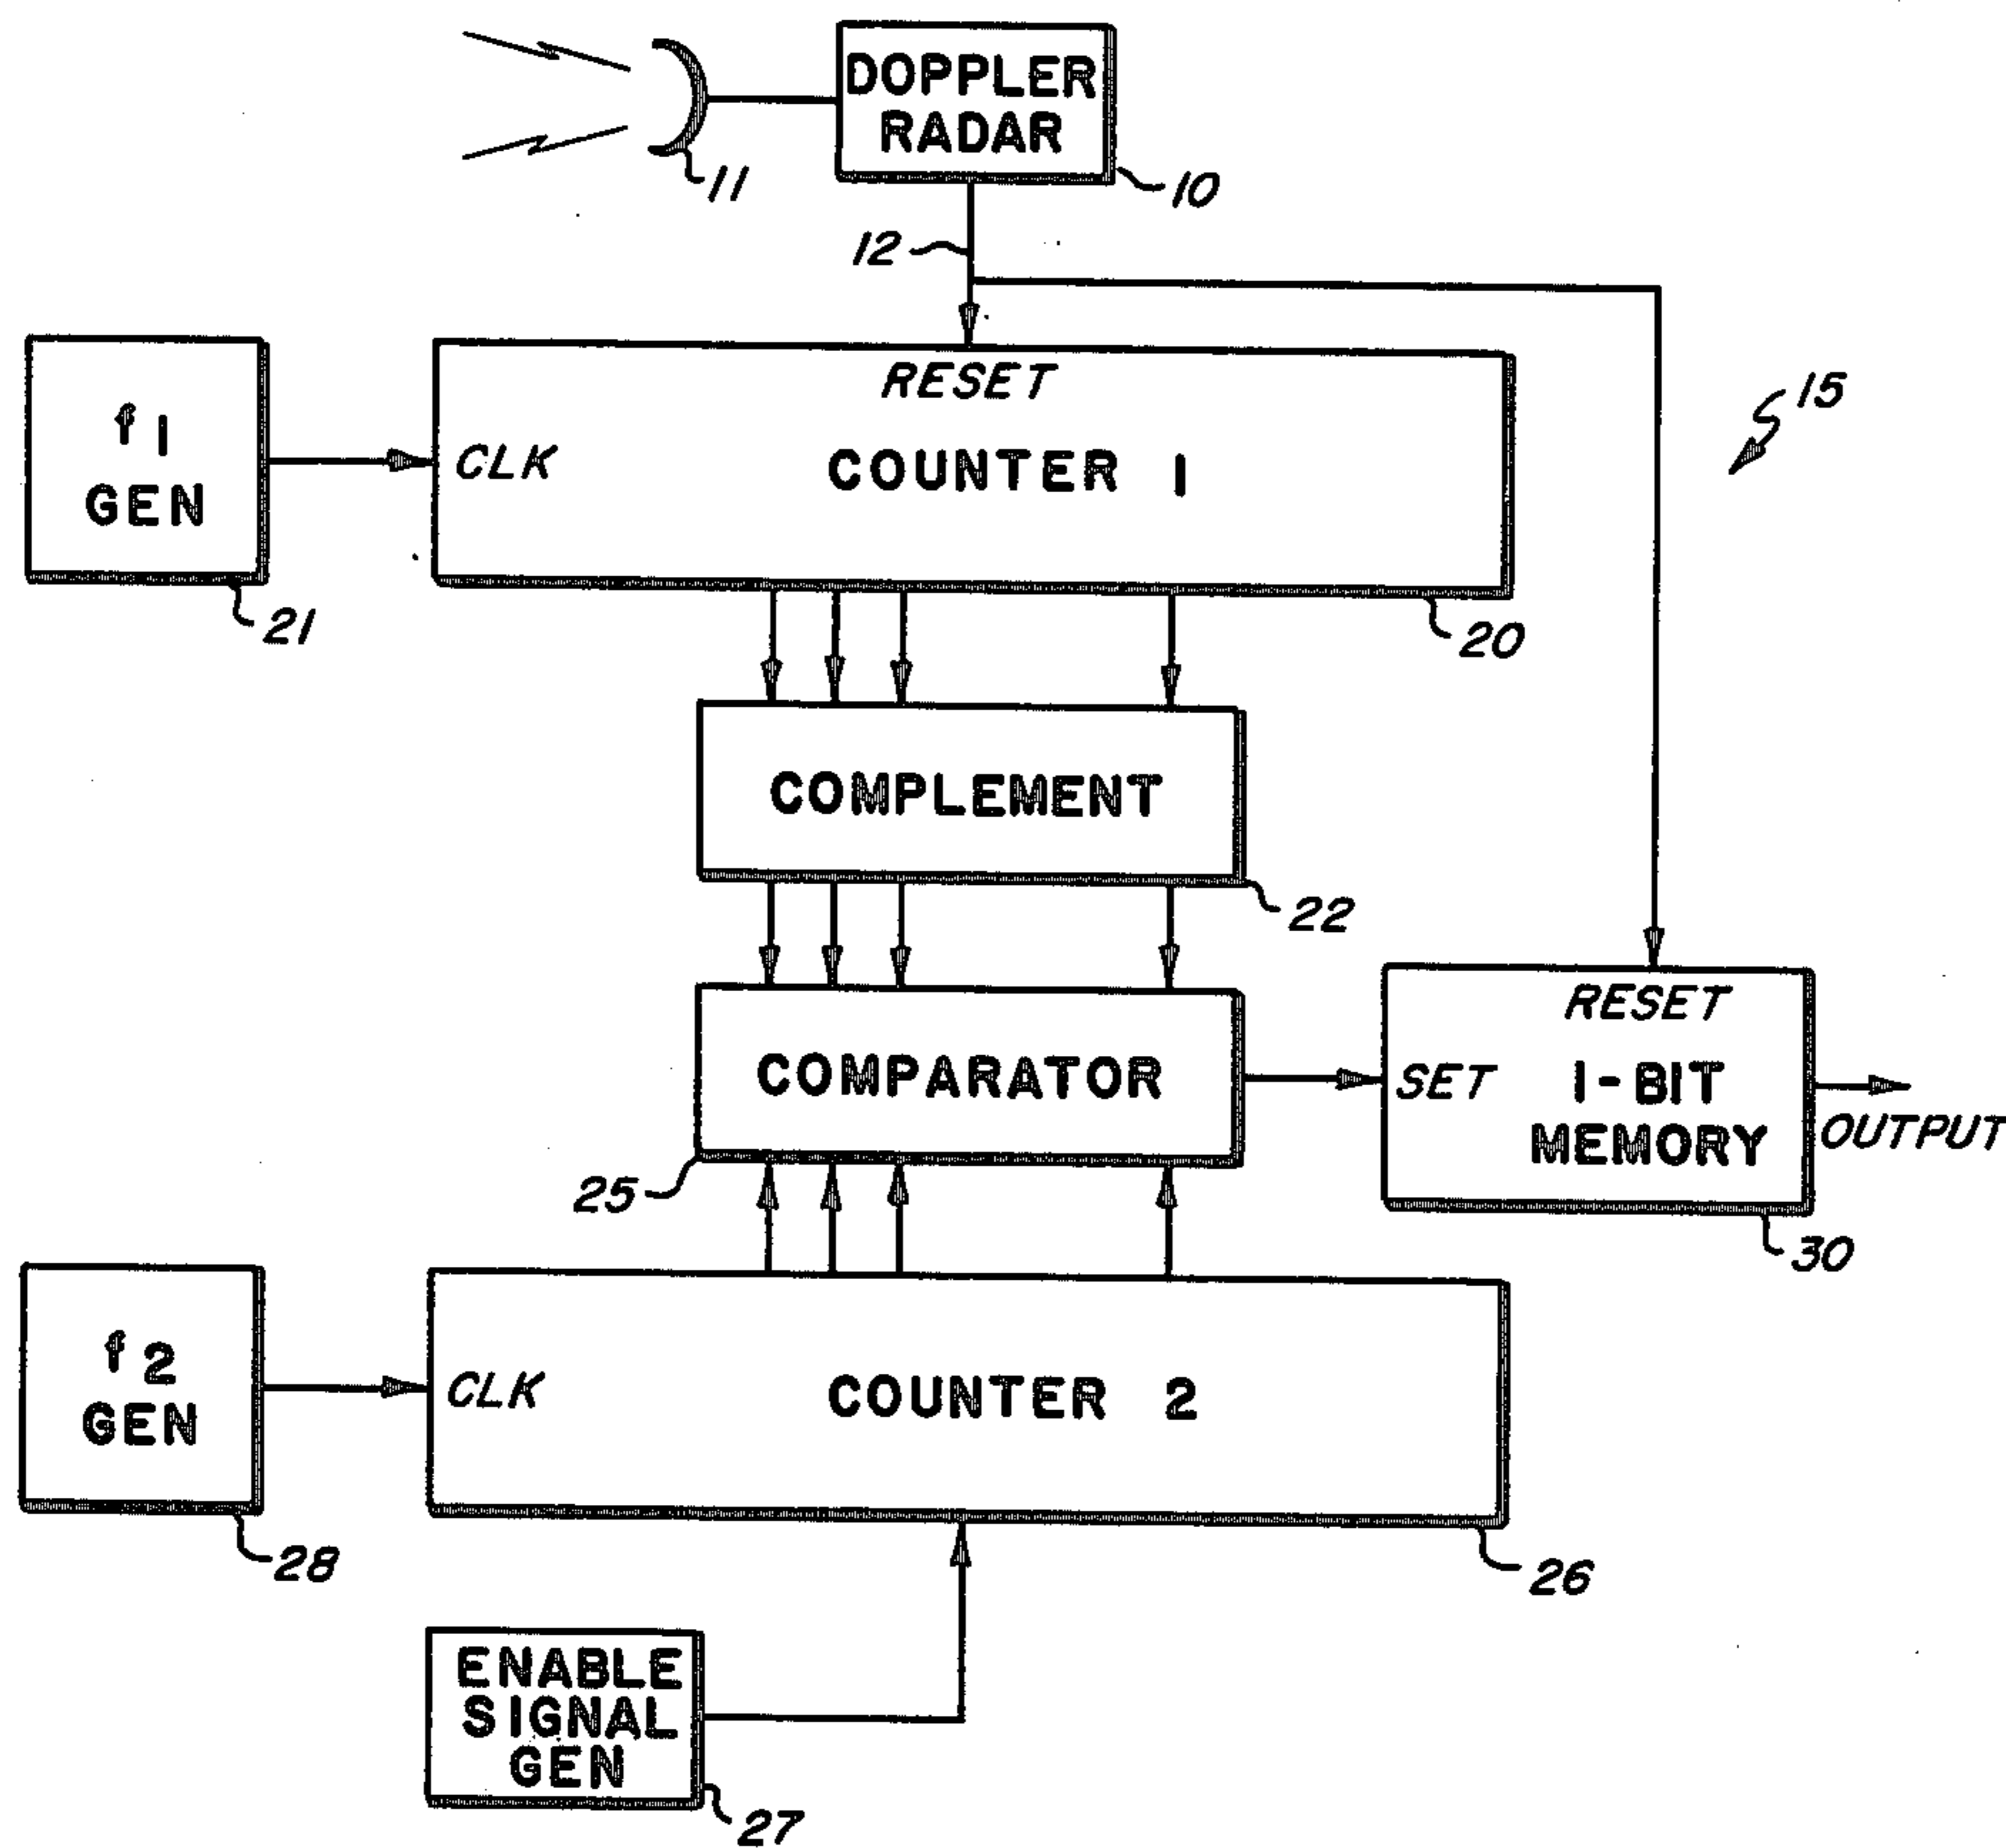 DOPPLER
RADAR
11
10
12
RESET
f1
GEN
CLK
COUNTER 1
15
21
20
COMPLEMENT
22
COMPARATOR
RESET
SET
1-BIT
MEMORY
OUTPUT
25
30
f2
GEN
CLK
COUNTER 2
28
26
ENABLE
SIGNAL
GEN
27